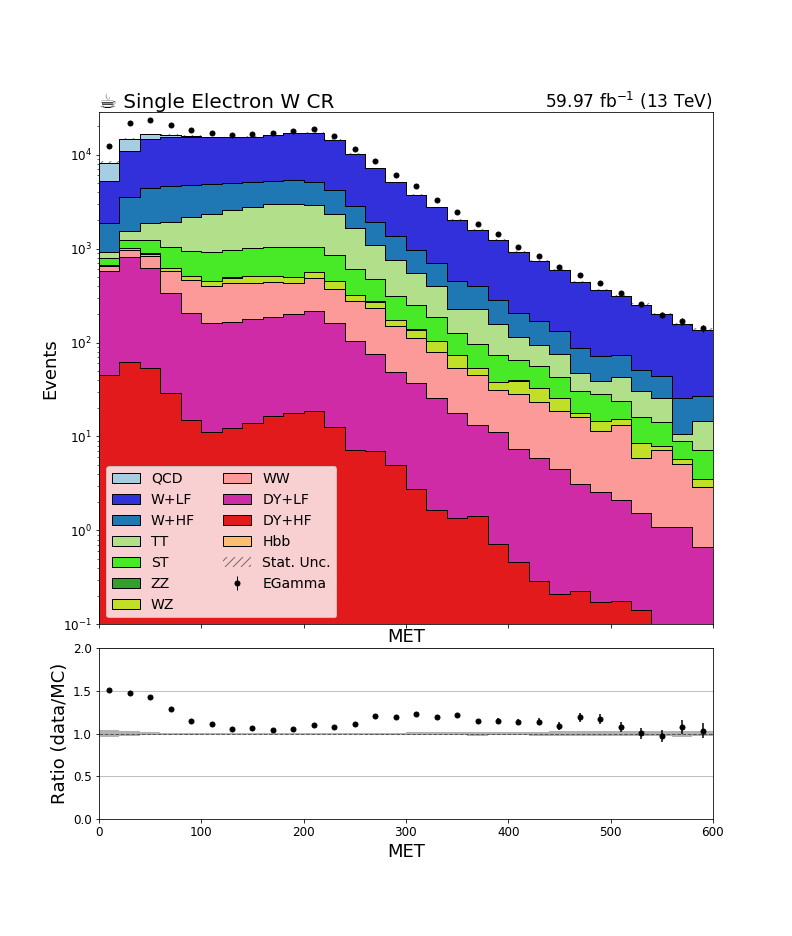 ☕ Single Electron W CR
59.97 fb⁻¹ (13 TeV)
Events
10⁴
10³
10²
10¹
10⁰
10⁻¹
QCD
W+LF
W+HF
TT
ST
ZZ
WZ
WW
DY+LF
DY+HF
Hbb
Stat. Unc.
EGamma
MET
Ratio (data/MC)
2.0
1.5
1.0
0.5
0.0
0 100 200 300 400 500 600
MET